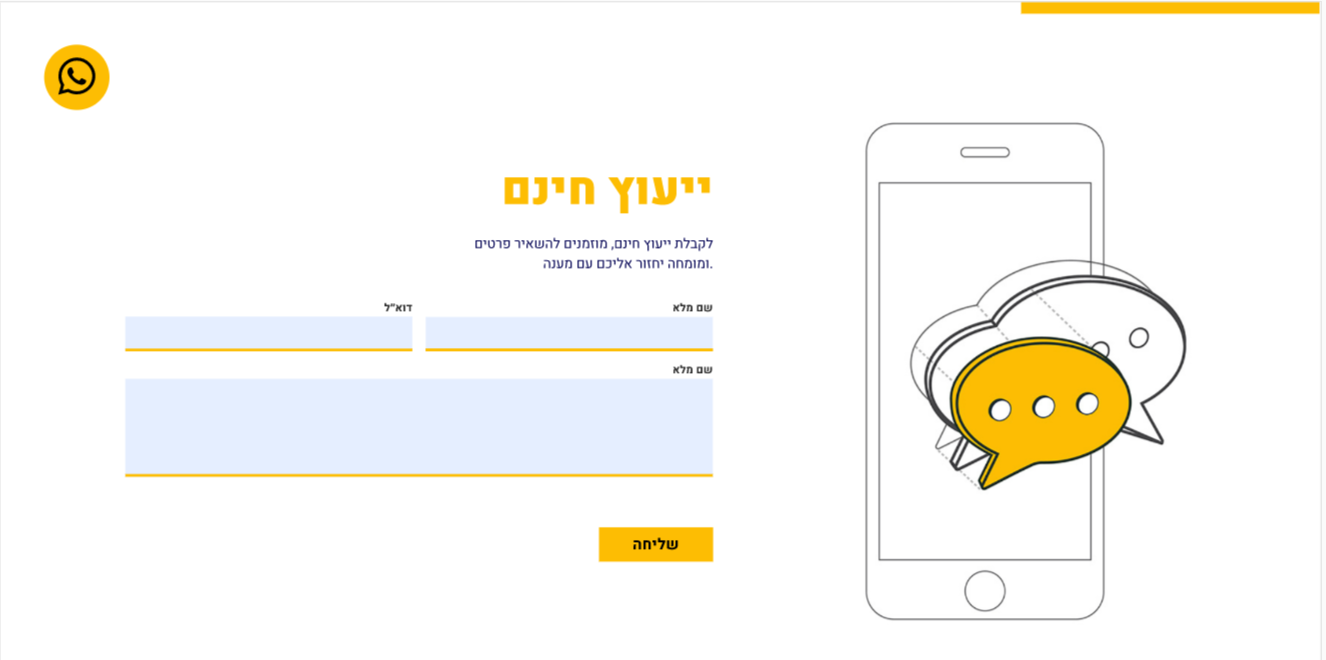 ייעוץ חינם
לקבלת ייעוץ חינם, מוזמנים להשאיר פרטים
.ומומחה יחזור אליכם עם מענה
שם מלא
דוא״ל
שם מלא
שליחה